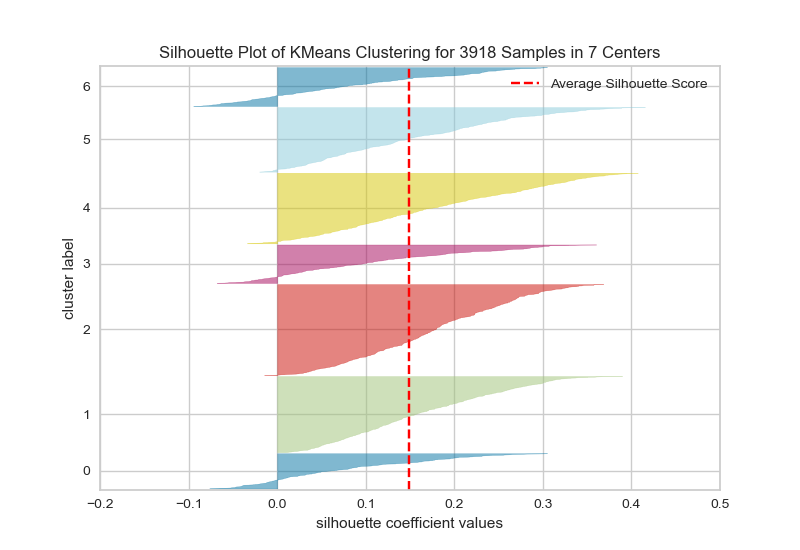 Silhouette Plot of KMeans Clustering for 3918 Samples in 7 Centers
Average Silhouette Score
6
5
4
3
2
1
0
cluster label
−0.2 −0.1 0.0 0.1 0.2 0.3 0.4 0.5
silhouette coefficient values